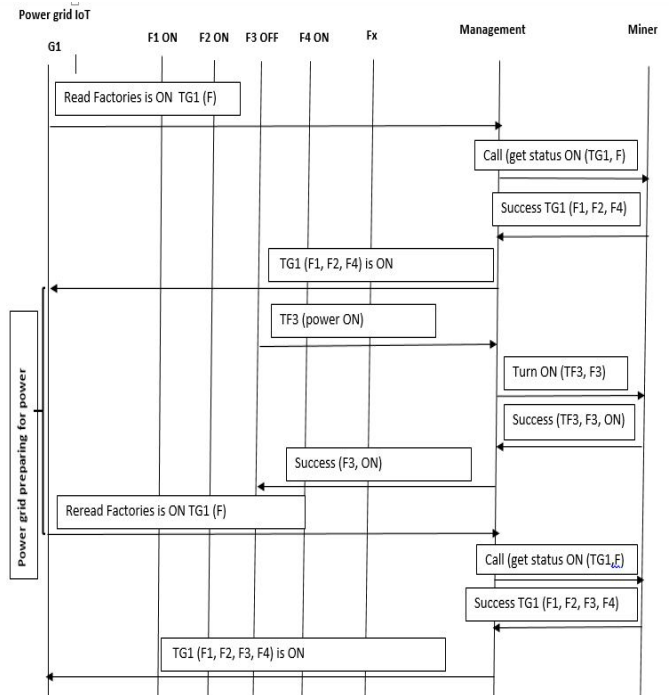 Power grid IoT
G1
F1 ON
F2 ON
F3 OFF
F4 ON
Fx
Management
Miner
Read Factories is ON TG1 (F)
Call (get status ON (TG1, F)
Success TG1 (F1, F2, F4)
TG1 (F1, F2, F4) is ON
TF3 (power ON)
Turn ON (TF3, F3)
Success (TF3, F3, ON)
Success (F3, ON)
Power grid preparing for power
Reread Factories is ON TG1 (F)
Call (get status ON (TG1,F)
Success TG1 (F1, F2, F3, F4)
TG1 (F1, F2, F3, F4) is ON